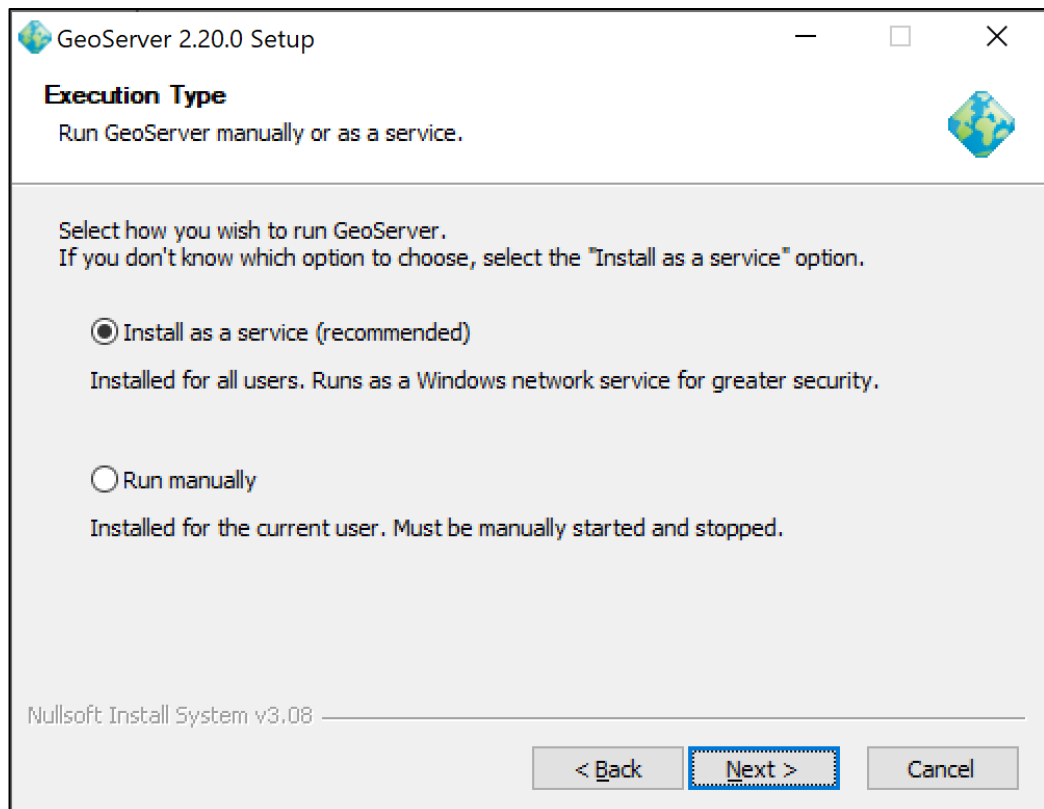 GeoServer 2.20.0 Setup
Execution Type
Run GeoServer manually or as a service.
Select how you wish to run GeoServer.
If you don't know which option to choose, select the "Install as a service" option.
Install as a service (recommended)
Installed for all users. Runs as a Windows network service for greater security.
Run manually
Installed for the current user. Must be manually started and stopped.
Nullsoft Install System v3.08
< Back Next > Cancel